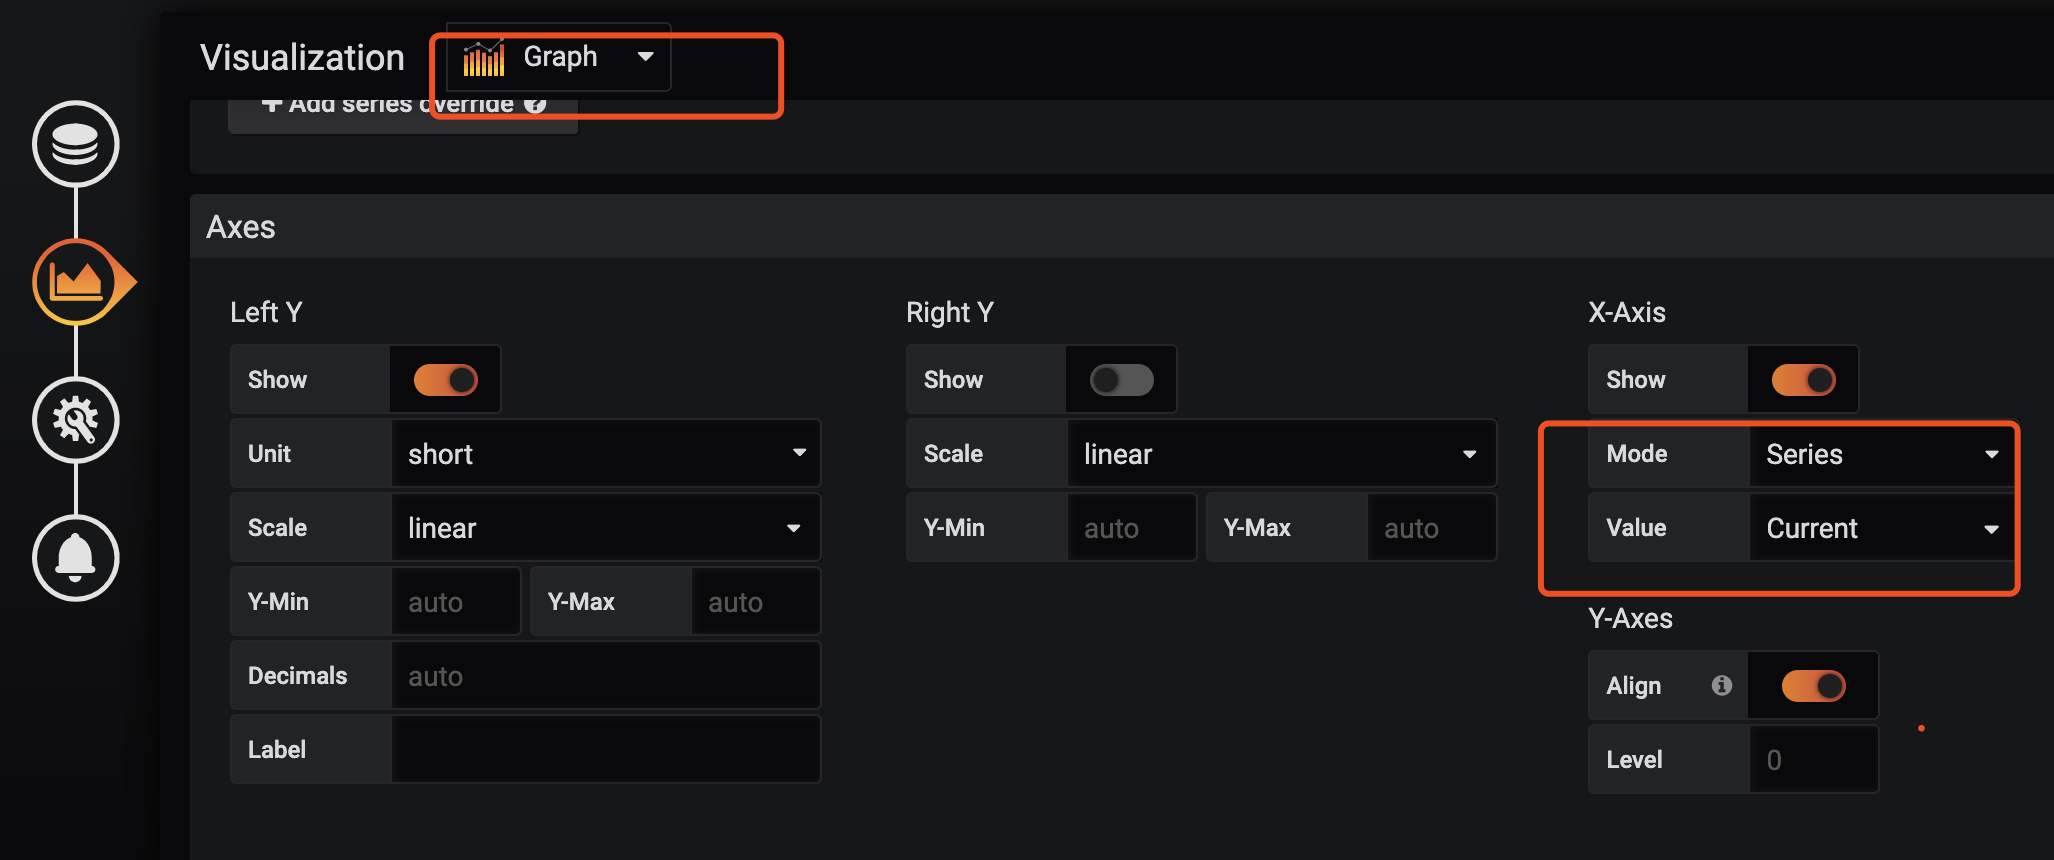 Visualization
Graph
Add series override
Axes
Left Y
Right Y
X-Axis
Show
Show
Show
Unit short
Scale linear
Mode Series
Scale linear
Y-Min auto Y-Max auto
Value Current
Y-Min auto Y-Max auto
Y-Axes
Decimals auto
Align
Label
Level 0